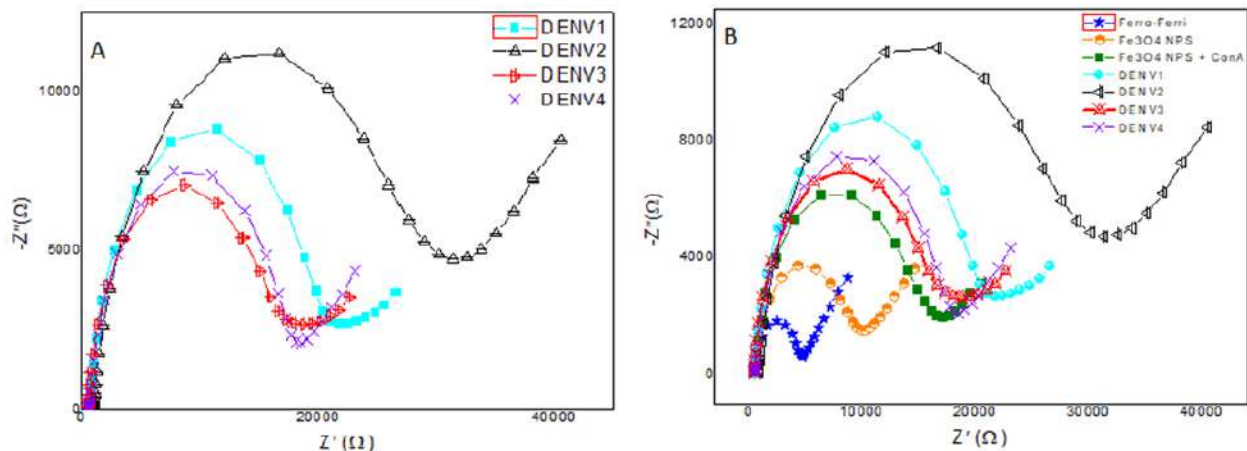 A
DENV1
DENV2
DENV3
DENV4
-Z"(Ω)
10000
5000
0
0
20000
40000
Z' (Ω)
B
Ferro-Ferri
Fe3O4 NPS
Fe3O4 NPS + ConA
DENV1
DENV2
DENV3
DENV4
-Z"(Ω)
12000
8000
4000
0
0
10000
20000
30000
40000
Z' (Ω)